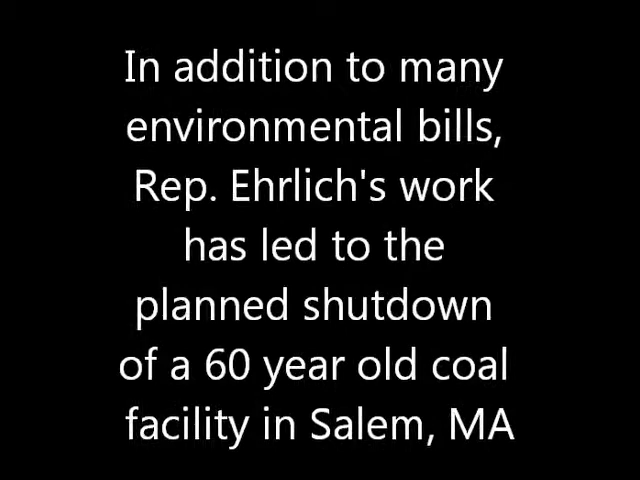 In addition to many
environmental bills,
Rep. Ehrlich's work
has led to the
planned shutdown
of a 60 year old coal
facility in Salem, MA